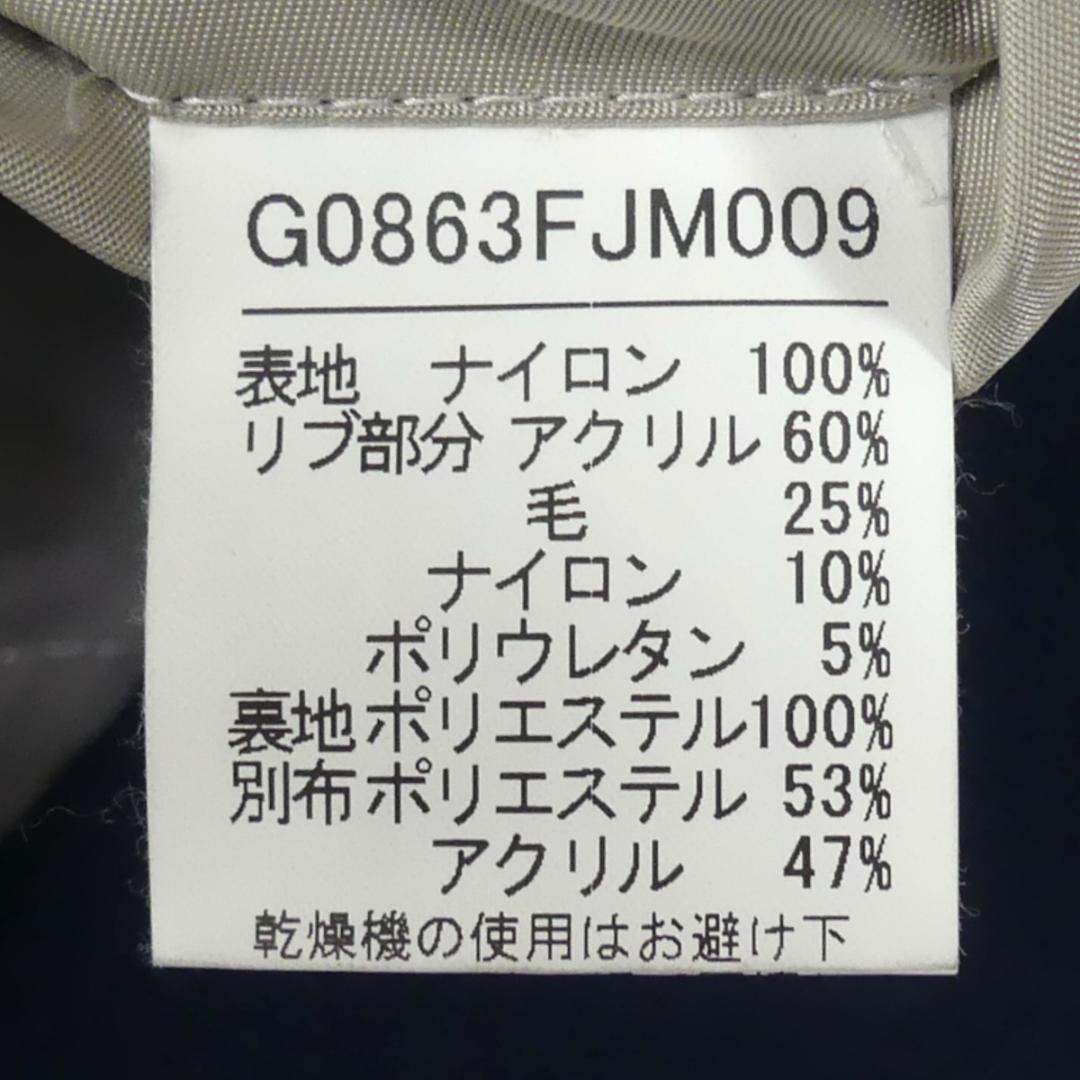 G0863FJM009
表地 ナイロン 100%
リブ部分 アクリル 60%
毛 25%
ナイロン 10%
ポリウレタン 5%
裏地 ポリエステル 100%
別布 ポリエステル 53%
アクリル 47%
乾燥機の使用はお避け下